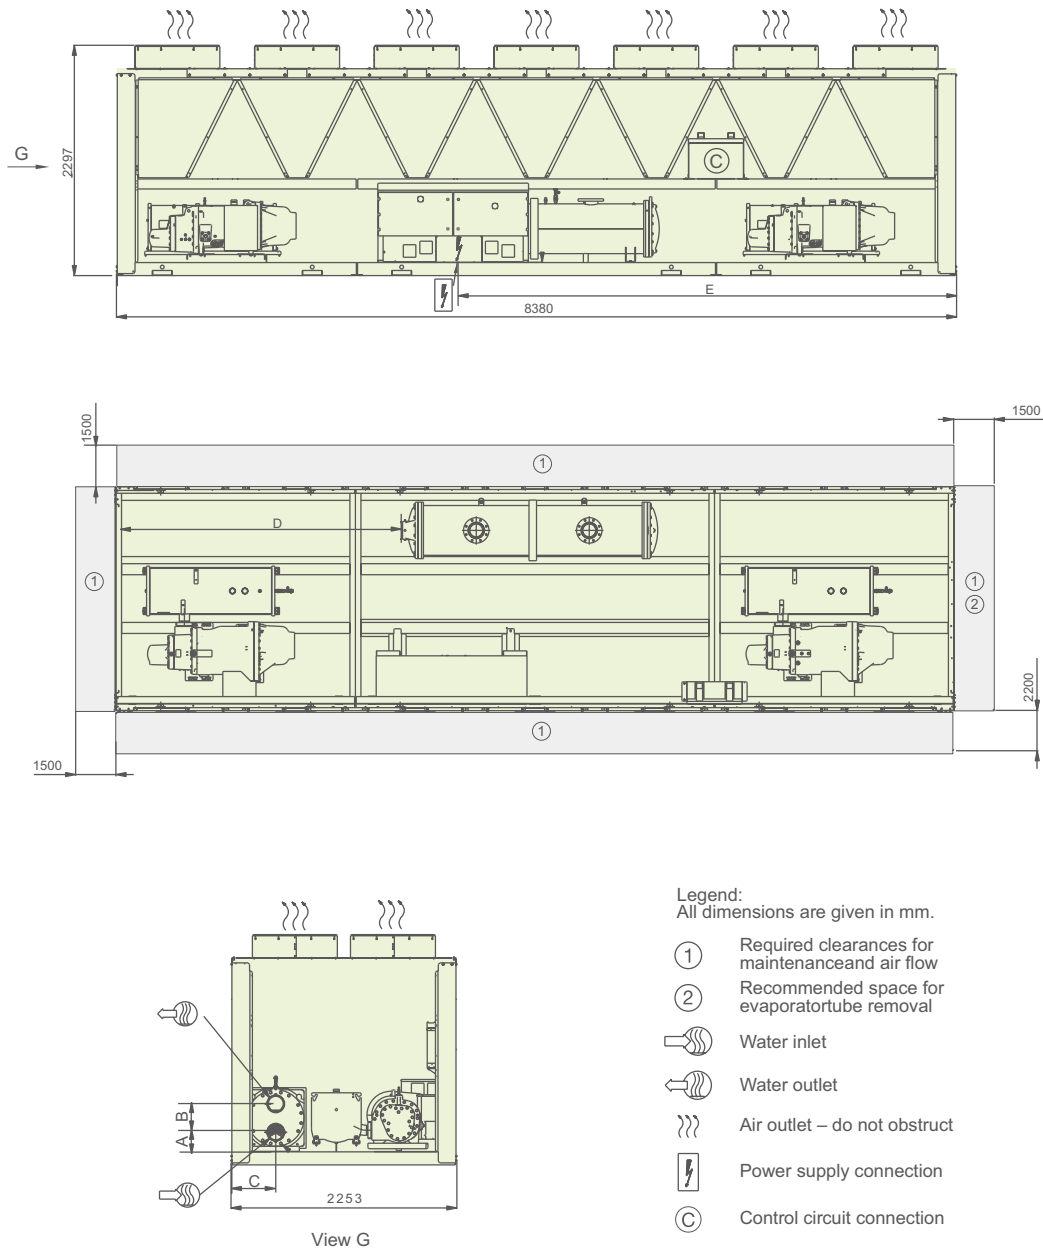 G
2297
C
E
8380
1500
1500
1
D
1
1
2
2200
1
1500
B
A
C
2253
View G
Legend:
All dimensions are given in mm.
1
Required clearances for
maintenanceand air flow
2
Recommended space for
evaporatortube removal
Water inlet
Water outlet
Air outlet – do not obstruct
Power supply connection
C
Control circuit connection